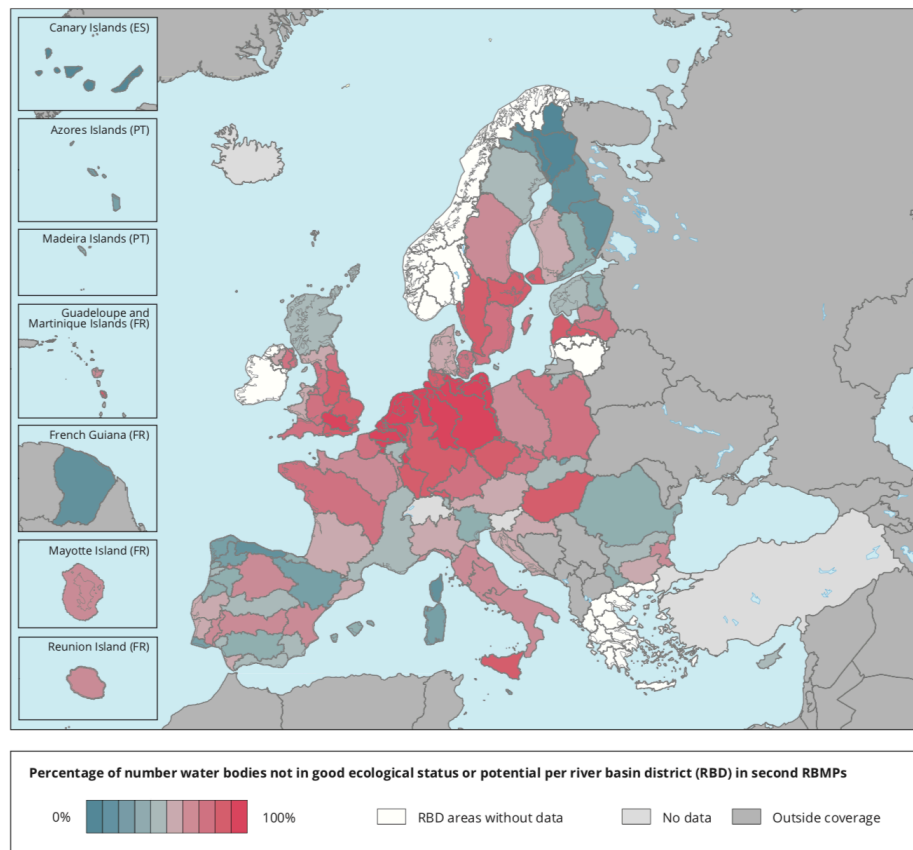 Canary Islands (ES)
Azores Islands (PT)
Madeira Islands (PT)
Guadeloupe and
Martinique Islands (FR)
French Guiana (FR)
Mayotte Island (FR)
Reunion Island (FR)
Percentage of number water bodies not in good ecological status or potential per river basin district (RBD) in second RBMPs
0%
100%
RBD areas without data
No data
Outside coverage